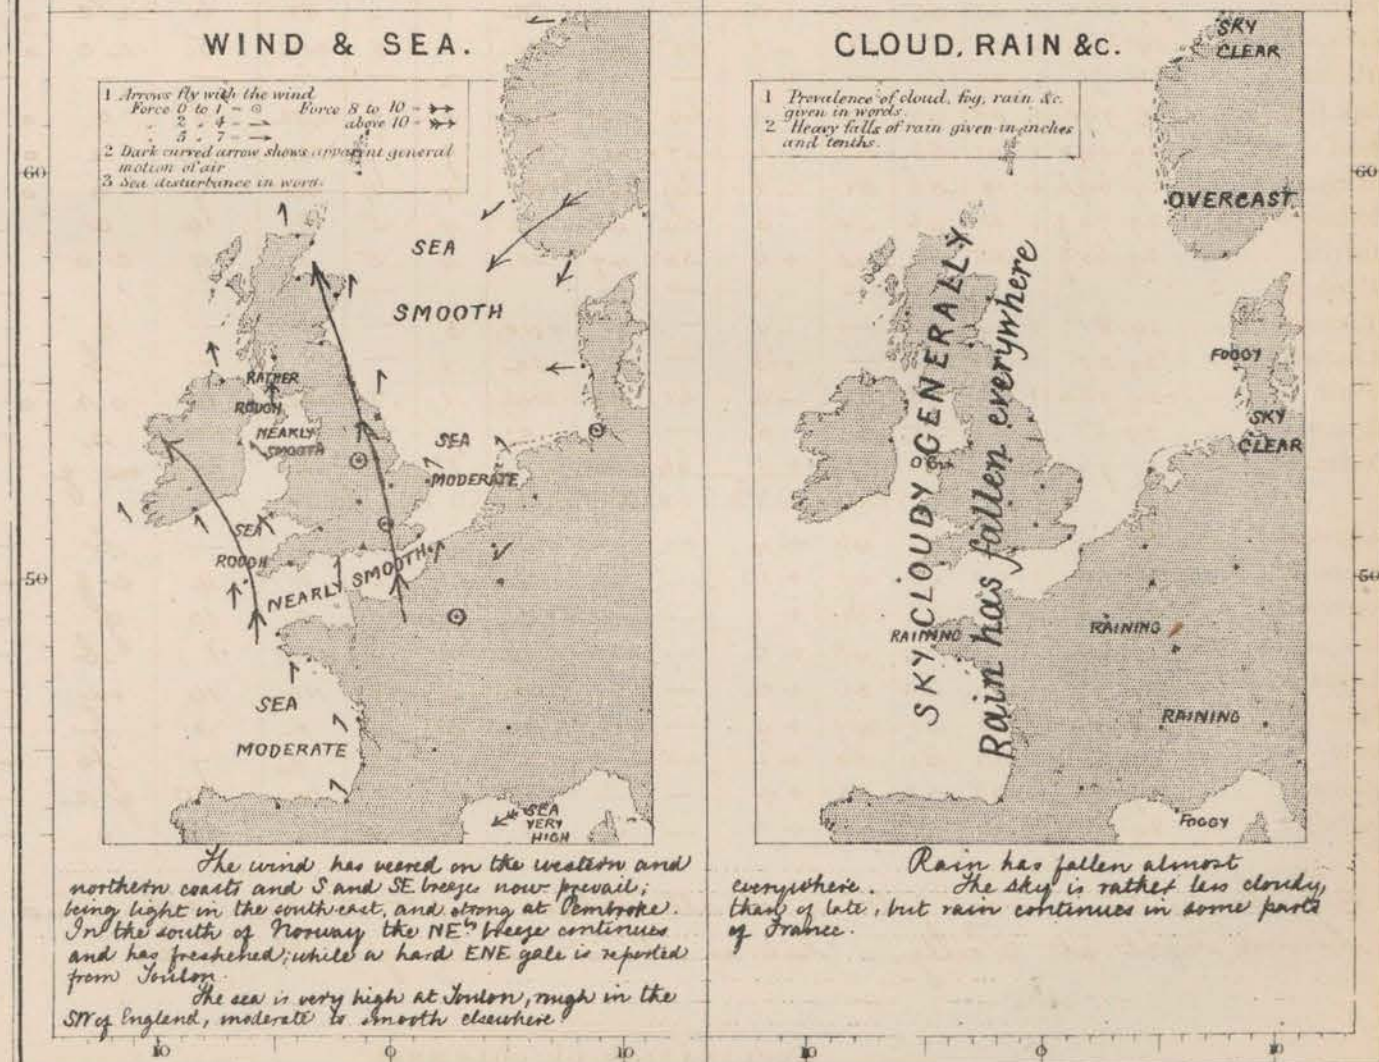 WIND & SEA.
1 Arrows fly with the wind
Force 0 to 1 - ⊙ Force 8 to 10 -
" 2 " 4 - above 10 -
" 5 " 7 -
2 Dark curved arrow shows apparent general
motion of air
3 Sea disturbance in words.
60
SEA
SMOOTH
RATHER
ROUGH
NEARLY
SMOOTH
SEA
MODERATE
SEA
ROUGH
NEARLY SMOOTH
50
SEA
MODERATE
SEA
VERY
HIGH
The wind has veered on the western and
northern coasts and S and SE breezes now prevail;
being light in the south east, and strong at Pembroke.
In the south of Norway the NEly breeze continues
and has freshened; while a hard ENE gale is reported
from Toulon.
The sea is very high at Toulon, rough in the
SW of England, moderate to smooth elsewhere.
10 0 10
CLOUD, RAIN &c.
1 Prevalence of cloud, fog, rain &c.
given in words.
2 Heavy falls of rain given in inches
and tenths.
SKY
CLEAR
60
OVERCAST
SKY CLOUDY GENERALLY
Rain has fallen everywhere
FOGGY
SKY
CLEAR
50
RAINING
RAINING
RAINING
FOGGY
Rain has fallen almost
everywhere. The sky is rather less cloudy,
than of late, but rain continues in some parts
of France.
10 0 10